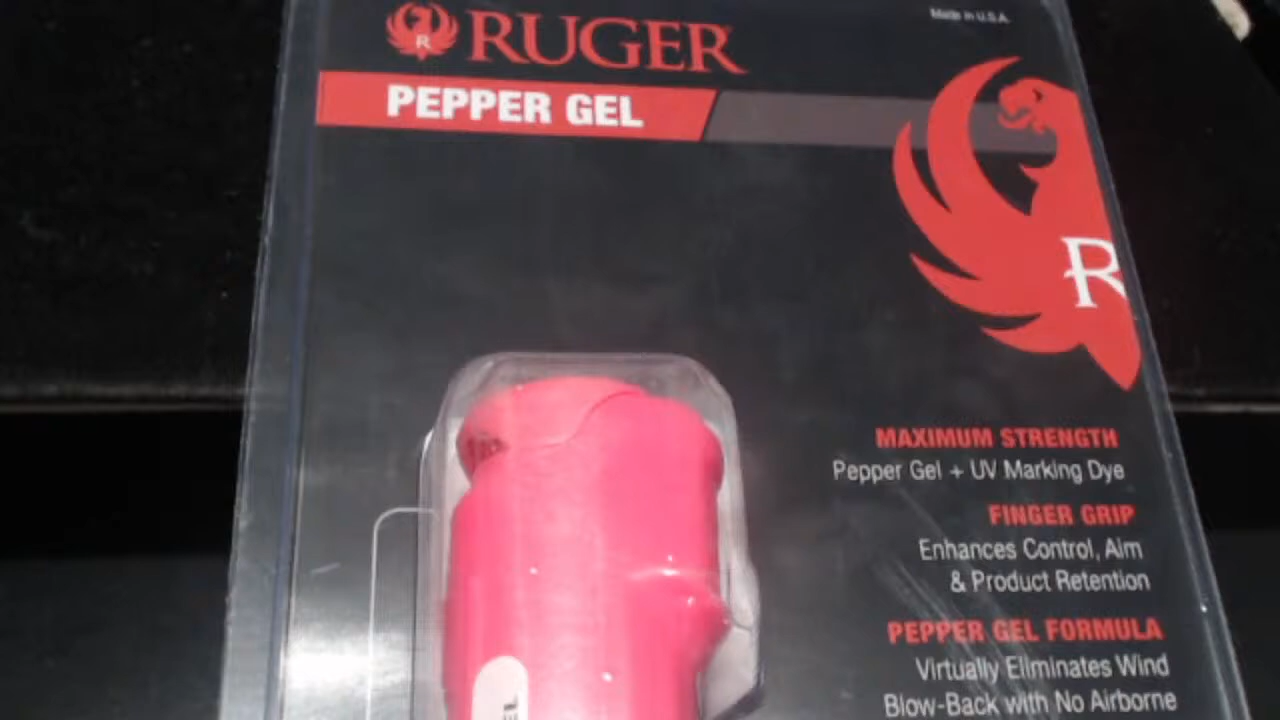 RUGER
Made in U.S.A.
PEPPER GEL
R
R
MAXIMUM STRENGTH
Pepper Gel + UV Marking Dye
FINGER GRIP
Enhances Control, Aim
& Product Retention
PEPPER GEL FORMULA
Virtually Eliminates Wind
Blow-Back with No Airborne
EL